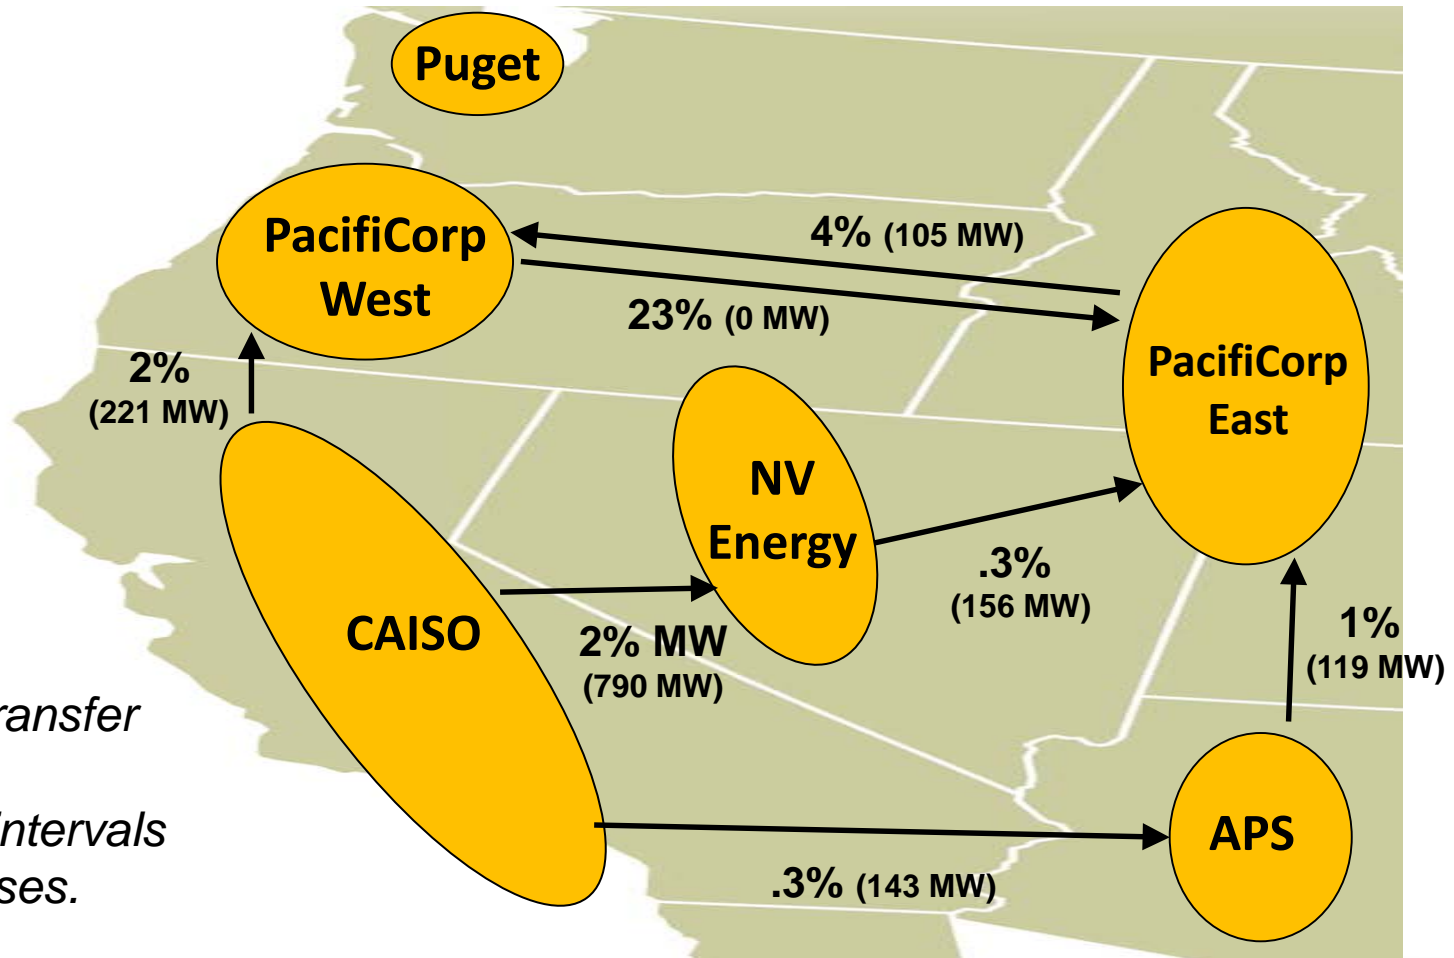 Puget
PacifiCorp
West
4% (105 MW)
23% (0 MW)
2%
(221 MW)
PacifiCorp
East
NV
Energy
.3%
(156 MW)
CAISO
2% MW
(790 MW)
1%
(119 MW)
ransfer
intervals
ses.
APS
.3% (143 MW)